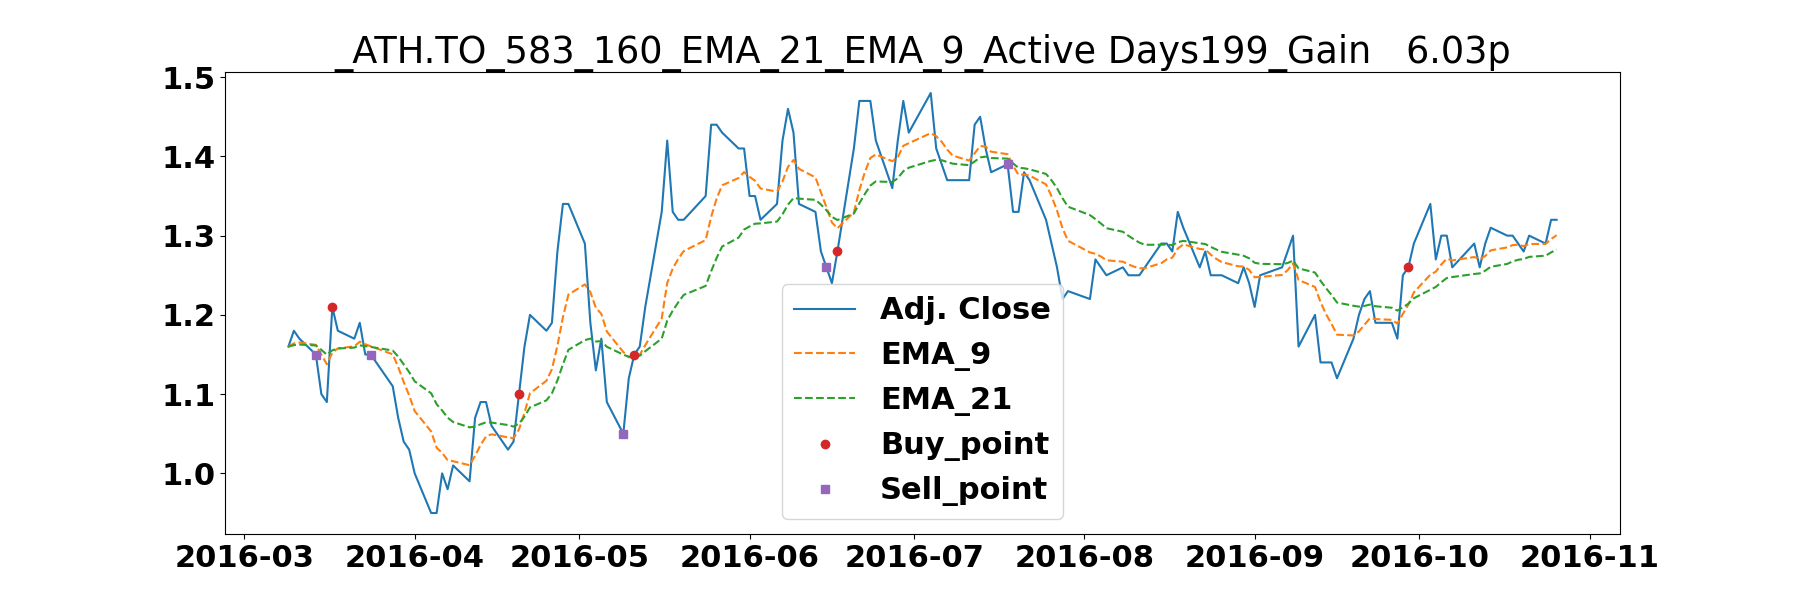 _ATH.TO_583_160_EMA_21_EMA_9_Active Days199_Gain   6.03p
1.5
1.4
1.3
1.2
1.1
1.0
Adj. Close
EMA_9
EMA_21
Buy_point
Sell_point
2016-03 2016-04 2016-05 2016-06 2016-07 2016-08 2016-09 2016-10 2016-11